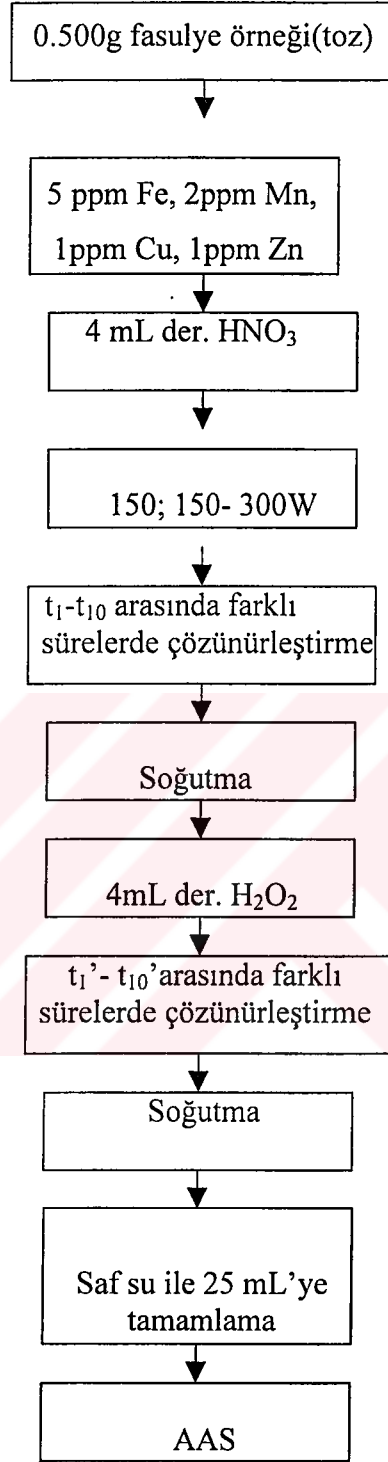 0.500g fasulye örneği(toz)
5 ppm Fe, 2ppm Mn,
1ppm Cu, 1ppm Zn
4 mL der. HNO₃
150; 150- 300W
t₁-t₁₀ arasında farklı
sürelerde çözünürleştirme
Soğutma
4mL der. H₂O₂
t₁’- t₁₀’arasında farklı
sürelerde çözünürleştirme
Soğutma
Saf su ile 25 mL’ye
tamamlama
AAS